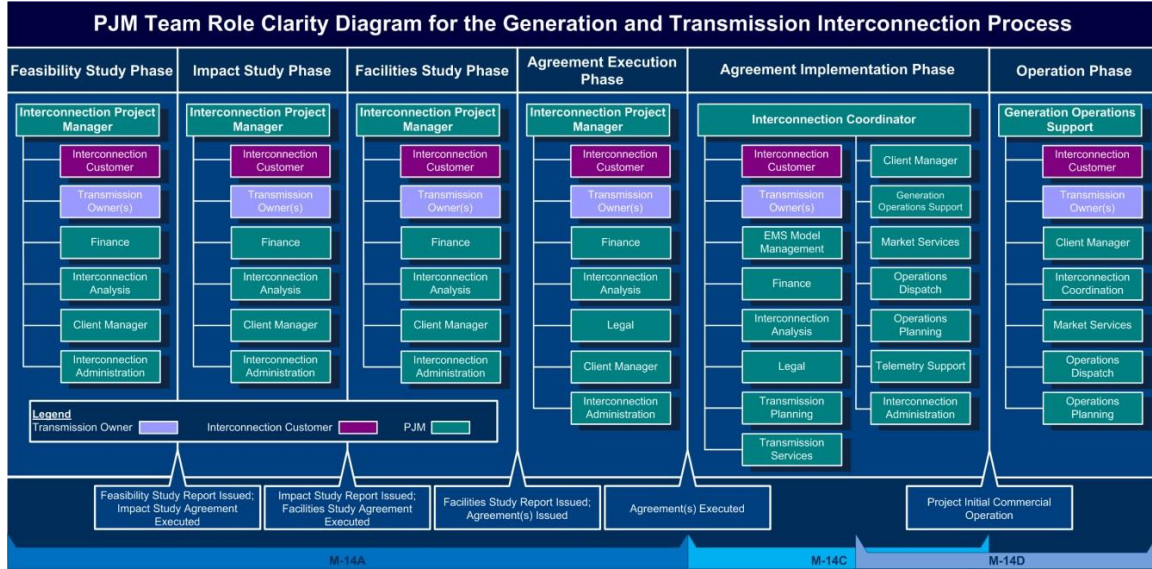 PJM Team Role Clarity Diagram for the Generation and Transmission Interconnection Process
Feasibility Study Phase
Interconnection Project
Manager
Interconnection
Customer
Transmission
Owner(s)
Finance
Interconnection
Analysis
Client Manager
Interconnection
Administration
Impact Study Phase
Interconnection Project
Manager
Interconnection
Customer
Transmission
Owner(s)
Finance
Interconnection
Analysis
Client Manager
Interconnection
Administration
Facilities Study Phase
Interconnection Project
Manager
Interconnection
Customer
Transmission
Owner(s)
Finance
Interconnection
Analysis
Client Manager
Interconnection
Administration
Agreement Execution
Phase
Interconnection Project
Manager
Interconnection
Customer
Transmission
Owner(s)
Finance
Interconnection
Analysis
Legal
Client Manager
Interconnection
Administration
Agreement Implementation Phase
Interconnection Coordinator
Interconnection
Customer
Transmission
Owner(s)
EMS Model
Management
Finance
Interconnection
Analysis
Legal
Transmission
Planning
Transmission
Services
Client Manager
Generation
Operations Support
Market Services
Operations
Dispatch
Operations
Planning
Telemetry Support
Interconnection
Administration
Operation Phase
Generation Operations
Support
Interconnection
Customer
Transmission
Owner(s)
Client Manager
Interconnection
Coordination
Market Services
Operations
Dispatch
Operations
Planning
Legend
Transmission Owner
Interconnection Customer
PJM
Feasibility Study Report Issued;
Impact Study Agreement
Executed
Impact Study Report Issued;
Facilities Study Agreement
Executed
Facilities Study Report Issued;
Agreement(s) Issued
Agreement(s) Executed
Project Initial Commercial
Operation
M-14A
M-14C
M-14D